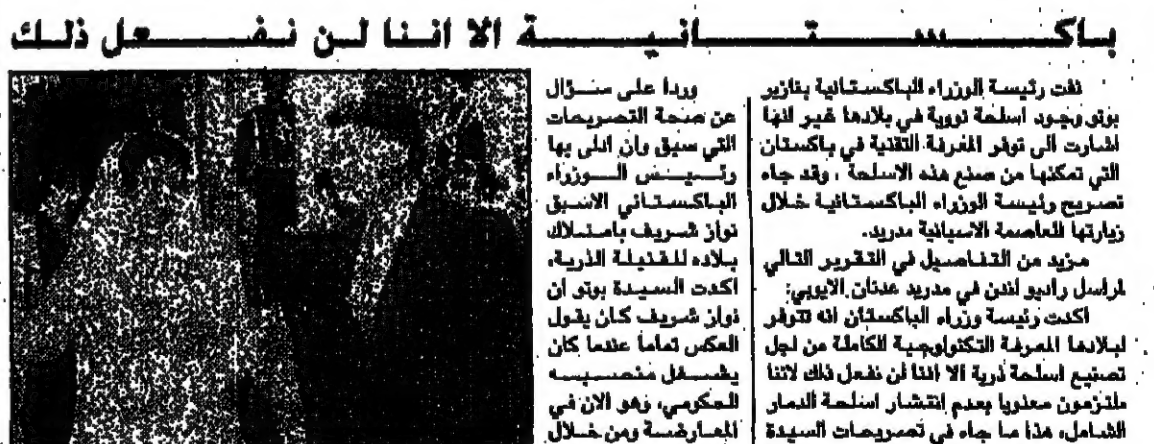 باكستانية الا اننا لن نفعل ذلك
نفت رئيسة الوزراء الباكستانية بنازير
بوتو وجود اسلحة نووية في بلادها غير انها
اشارت الى توفر المعرفة التقنية في باكستان
التي تمكنها من صنع هذه الاسلحة ، وقد جاء
تصريح رئيسة الوزراء الباكستانية خلال
زيارتها للعاصمة الاسبانية مدريد.
مزيد من التفاصيل في التقرير التالي
لمراسل راديو لندن في مدريد عدنان الايوبي:
اكدت رئيسة وزراء الباكستان انه تتوفر
لبلادها المعرفة التكنولوجية الكاملة من اجل
تصنيع اسلحة ذرية الا اننا لن نفعل ذلك لاننا
ملتزمون معنويا بعدم انتشار اسلحة الدمار
الشامل، هذا ما جاء في تصريحات السيدة
وردا على سؤال
عن صحة التصريحات
التي سبق وان ادلى بها
رئيس الوزراء
الباكستاني الاسبق
نواز شريف بامتلاك
بلاده للقنبلة الذرية،
اكدت السيدة بوتو ان
نواز شريف كان يقول
العكس تماما عندما كان
يشغل منصبه
الحكومي، وهو الان في
المعارضة ومن خلال